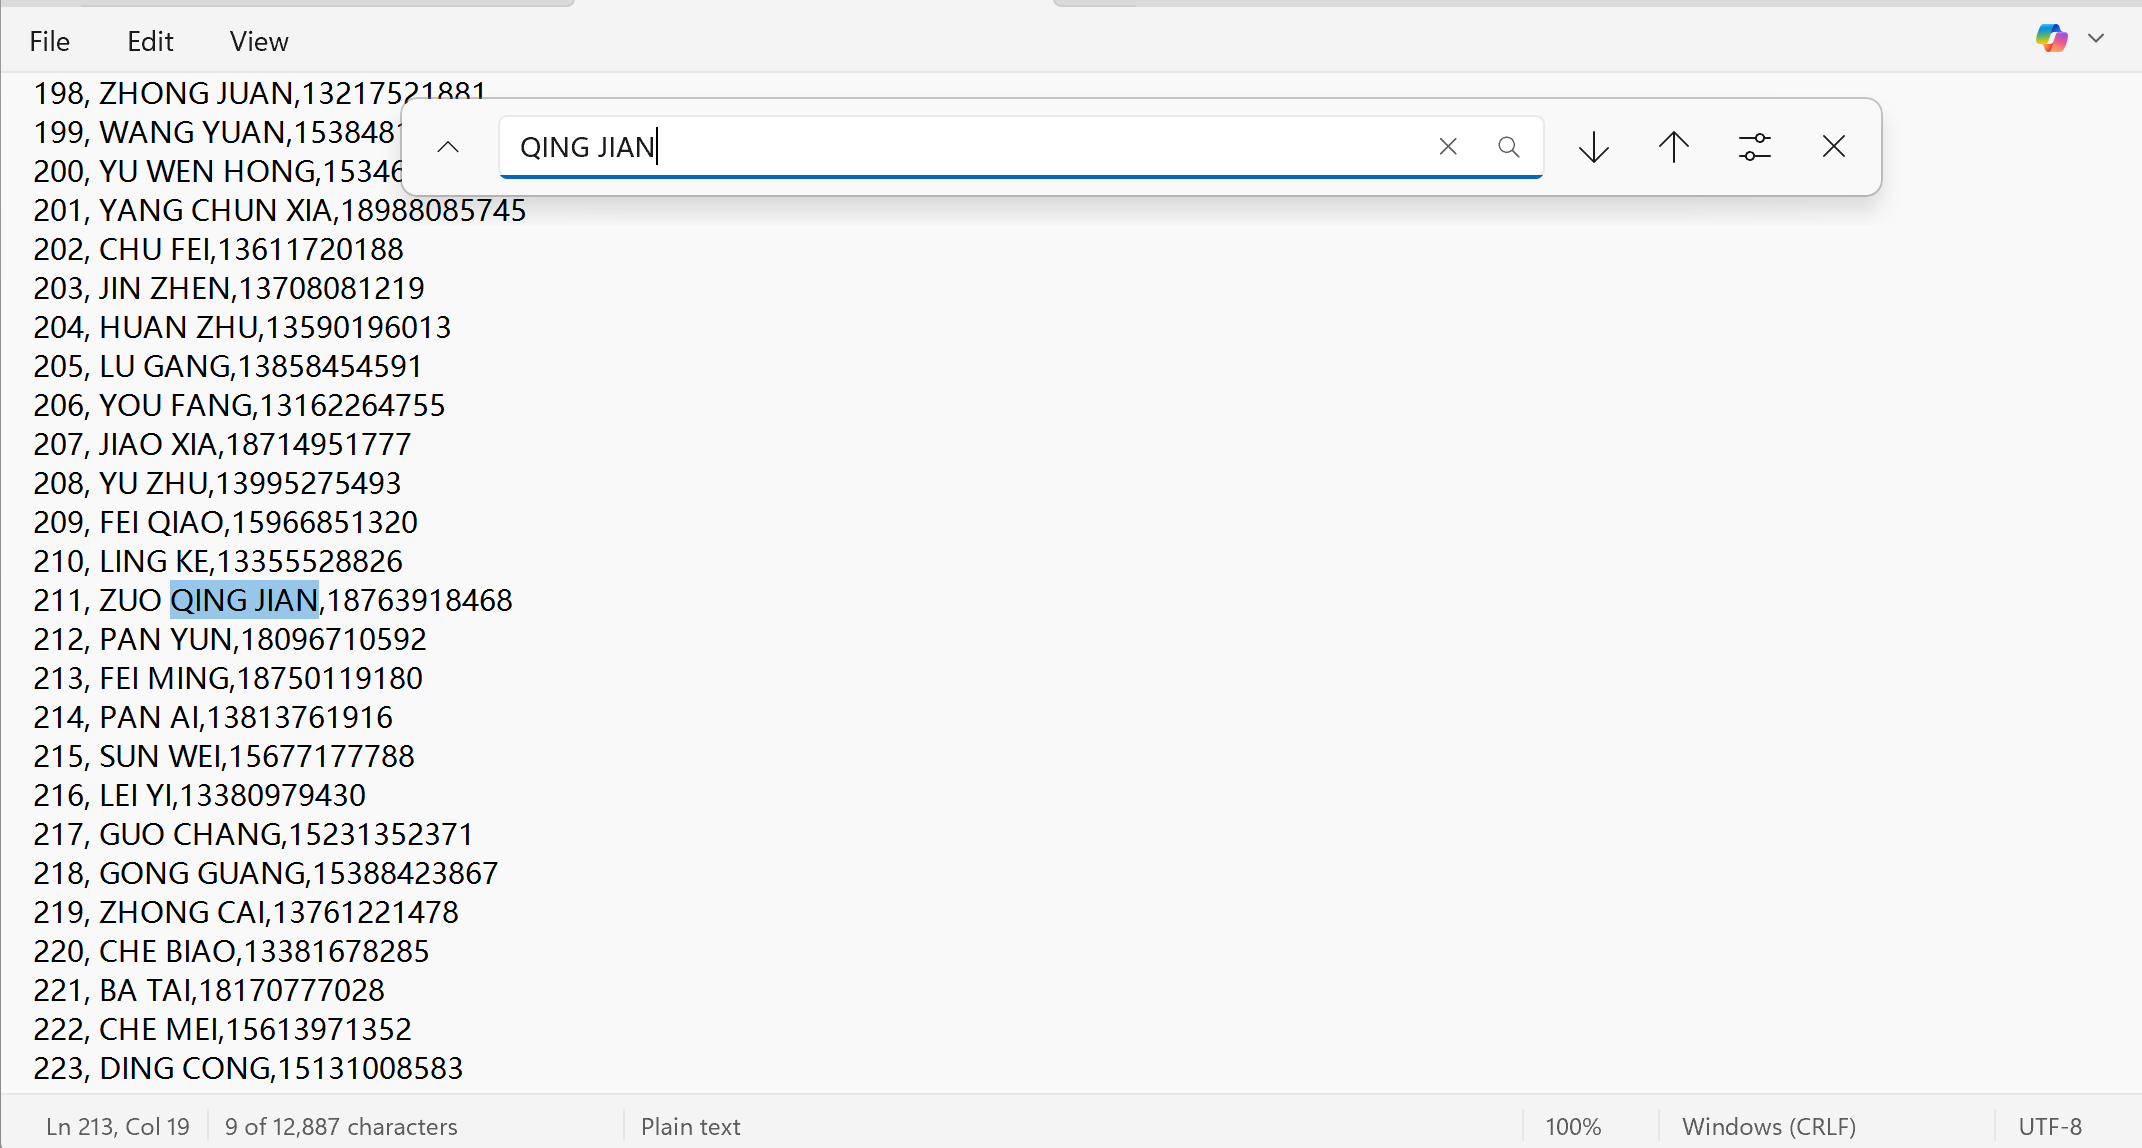 File Edit View
QING JIAN
198, ZHONG JUAN,13217521881
199, WANG YUAN,153848
200, YU WEN HONG,15346
201, YANG CHUN XIA,18988085745
202, CHU FEI,13611720188
203, JIN ZHEN,13708081219
204, HUAN ZHU,13590196013
205, LU GANG,13858454591
206, YOU FANG,13162264755
207, JIAO XIA,18714951777
208, YU ZHU,13995275493
209, FEI QIAO,15966851320
210, LING KE,13355528826
211, ZUO QING JIAN,18763918468
212, PAN YUN,18096710592
213, FEI MING,18750119180
214, PAN AI,13813761916
215, SUN WEI,15677177788
216, LEI YI,13380979430
217, GUO CHANG,15231352371
218, GONG GUANG,15388423867
219, ZHONG CAI,13761221478
220, CHE BIAO,13381678285
221, BA TAI,18170777028
222, CHE MEI,15613971352
223, DING CONG,15131008583
Ln 213, Col 19 9 of 12,887 characters Plain text 100% Windows (CRLF) UTF-8